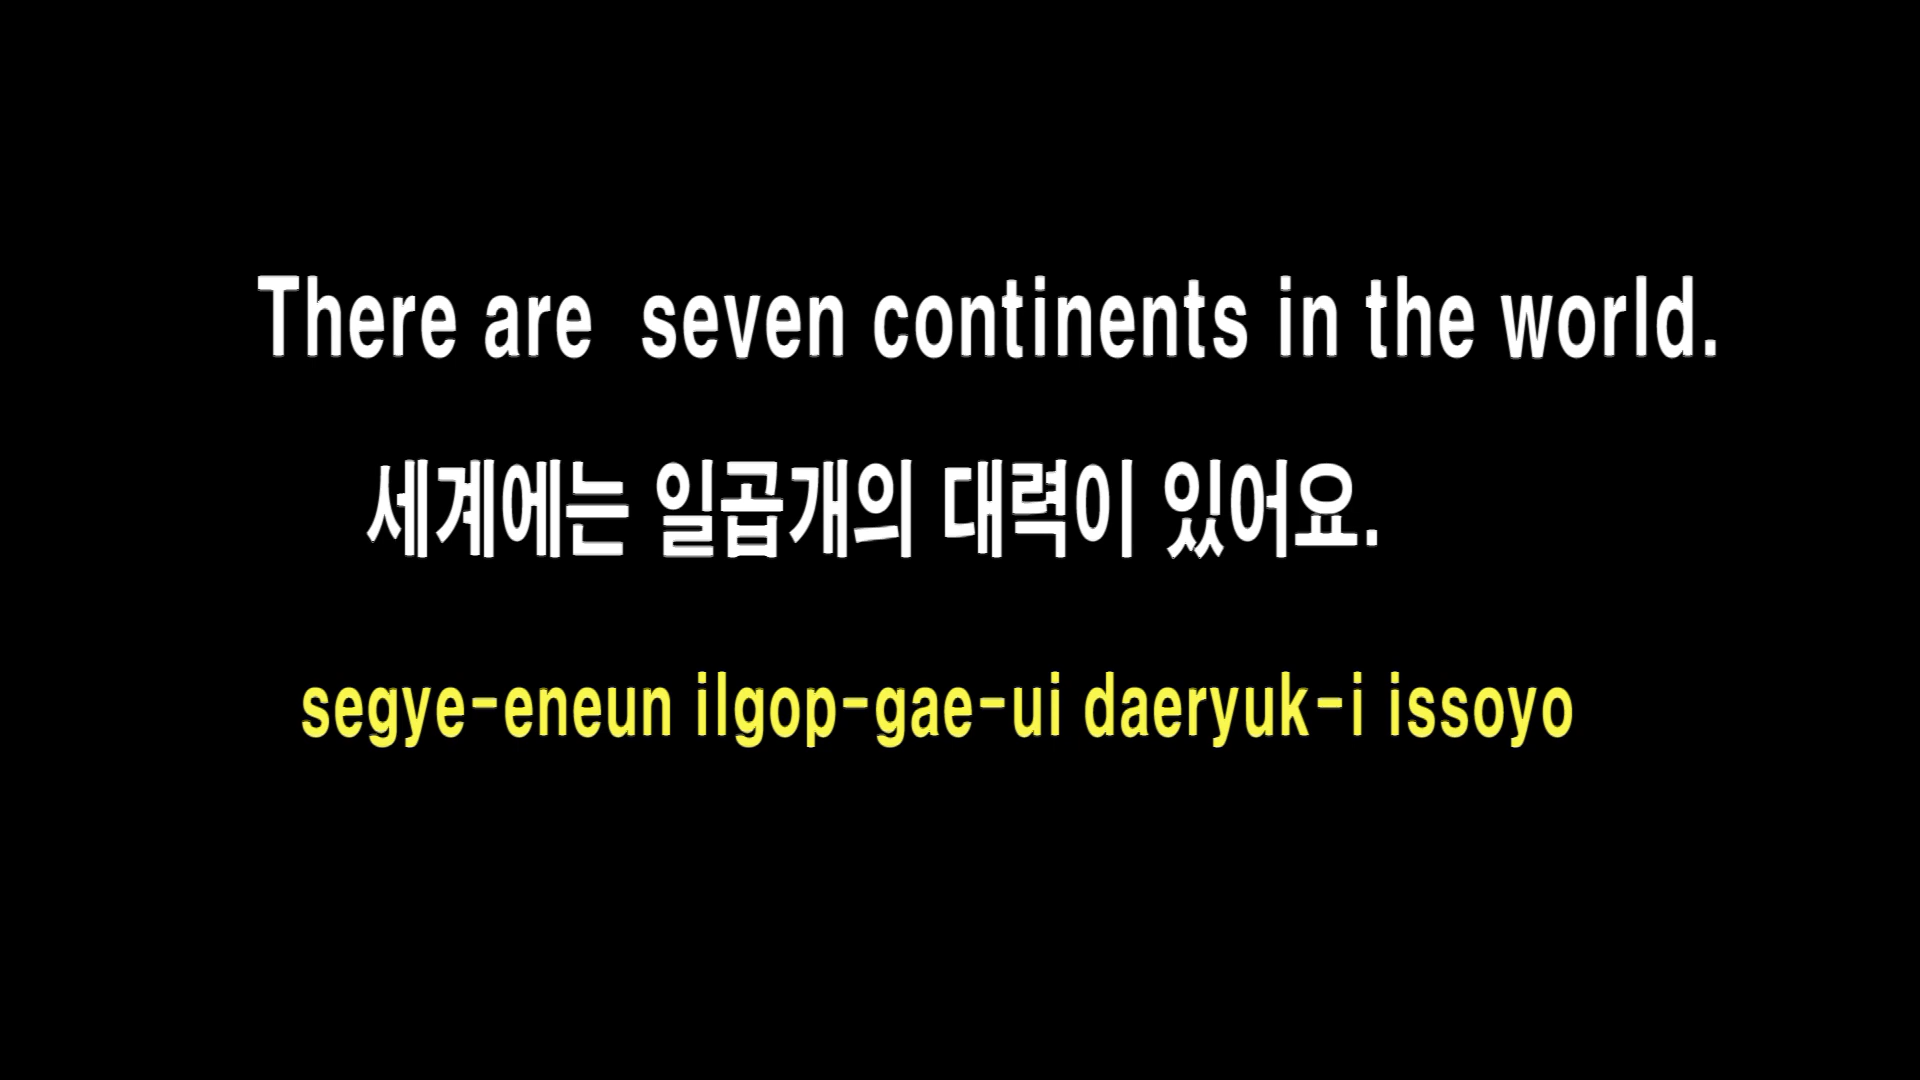 There are  seven continents in the world.
세계에는 일곱개의 대력이 있어요.
segye-eneun ilgop-gae-ui daeryuk-i issoyo